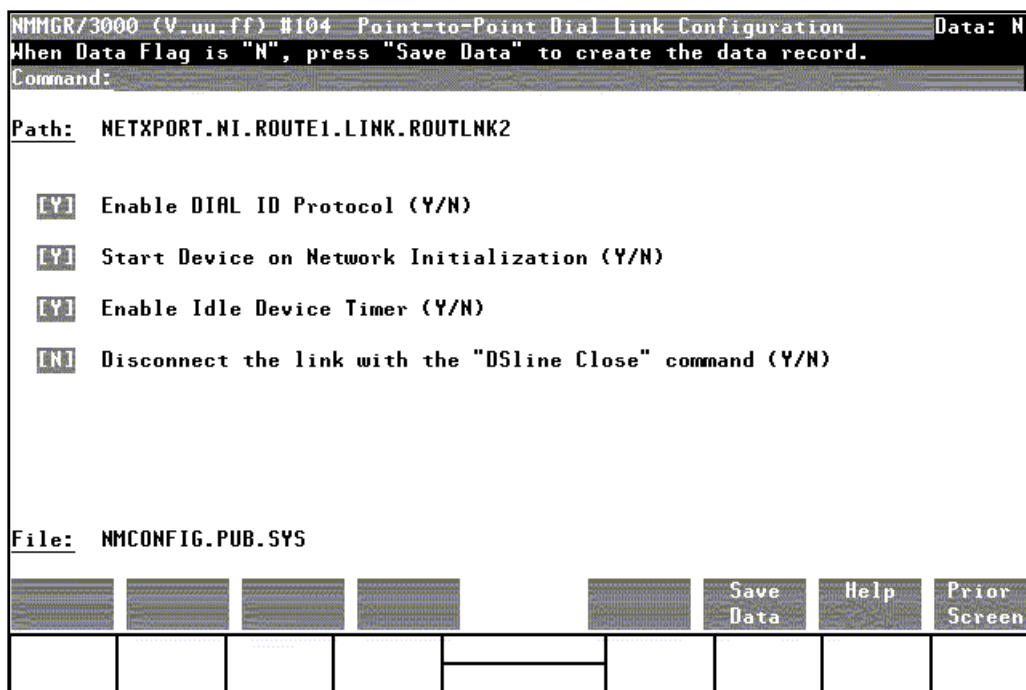 NMMGR/3000 (V.uu.ff) #104 Point-to-Point Dial Link Configuration Data: N
When Data Flag is "N", press "Save Data" to create the data record.
Command:
Path: NETXPORT.NI.ROUTE1.LINK.ROUTLNK2
[Y] Enable DIAL ID Protocol (Y/N)
[Y] Start Device on Network Initialization (Y/N)
[Y] Enable Idle Device Timer (Y/N)
[N] Disconnect the link with the "DSline Close" command (Y/N)
File: NMCONFIG.PUB.SYS
Save Help Prior
Data Screen